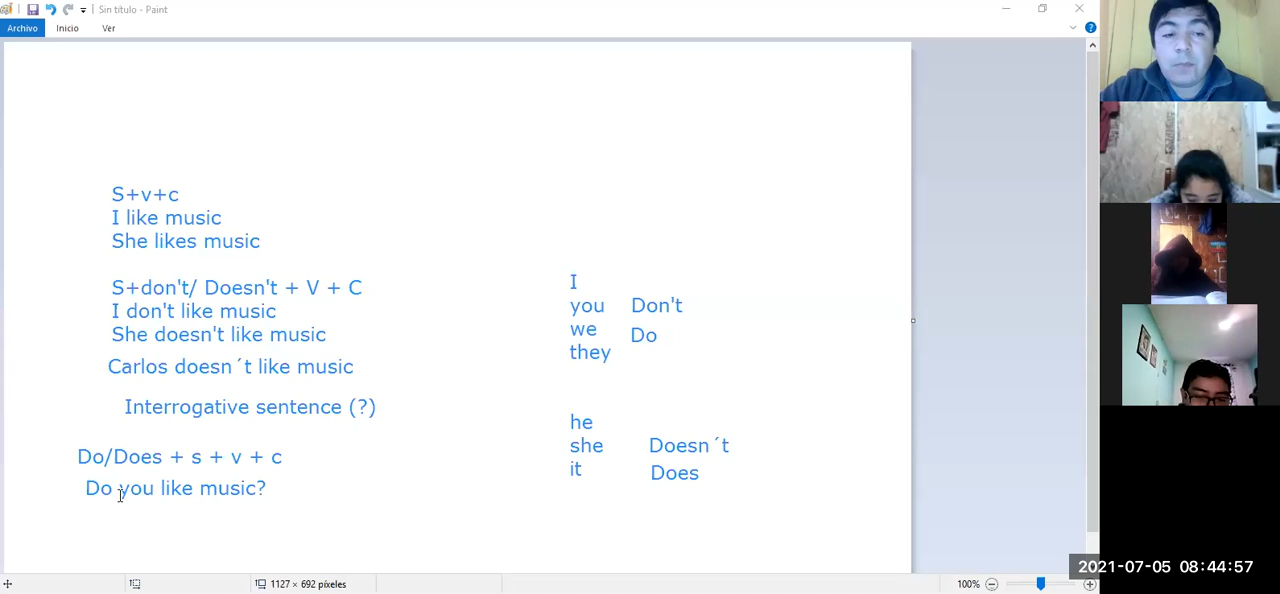 Sin título - Paint
Archivo Inicio Ver
S+v+c
I like music
She likes music
S+don't/ Doesn't + V + C
I don't like music
She doesn't like music
Carlos doesn´t like music
Interrogative sentence (?)
Do/Does + s + v + c
Do you like music?
I
you Don't
we Do
they
he
she Doesn´t
it Does
1127 × 692 píxeles
100%
2021-07-05 08:44:57